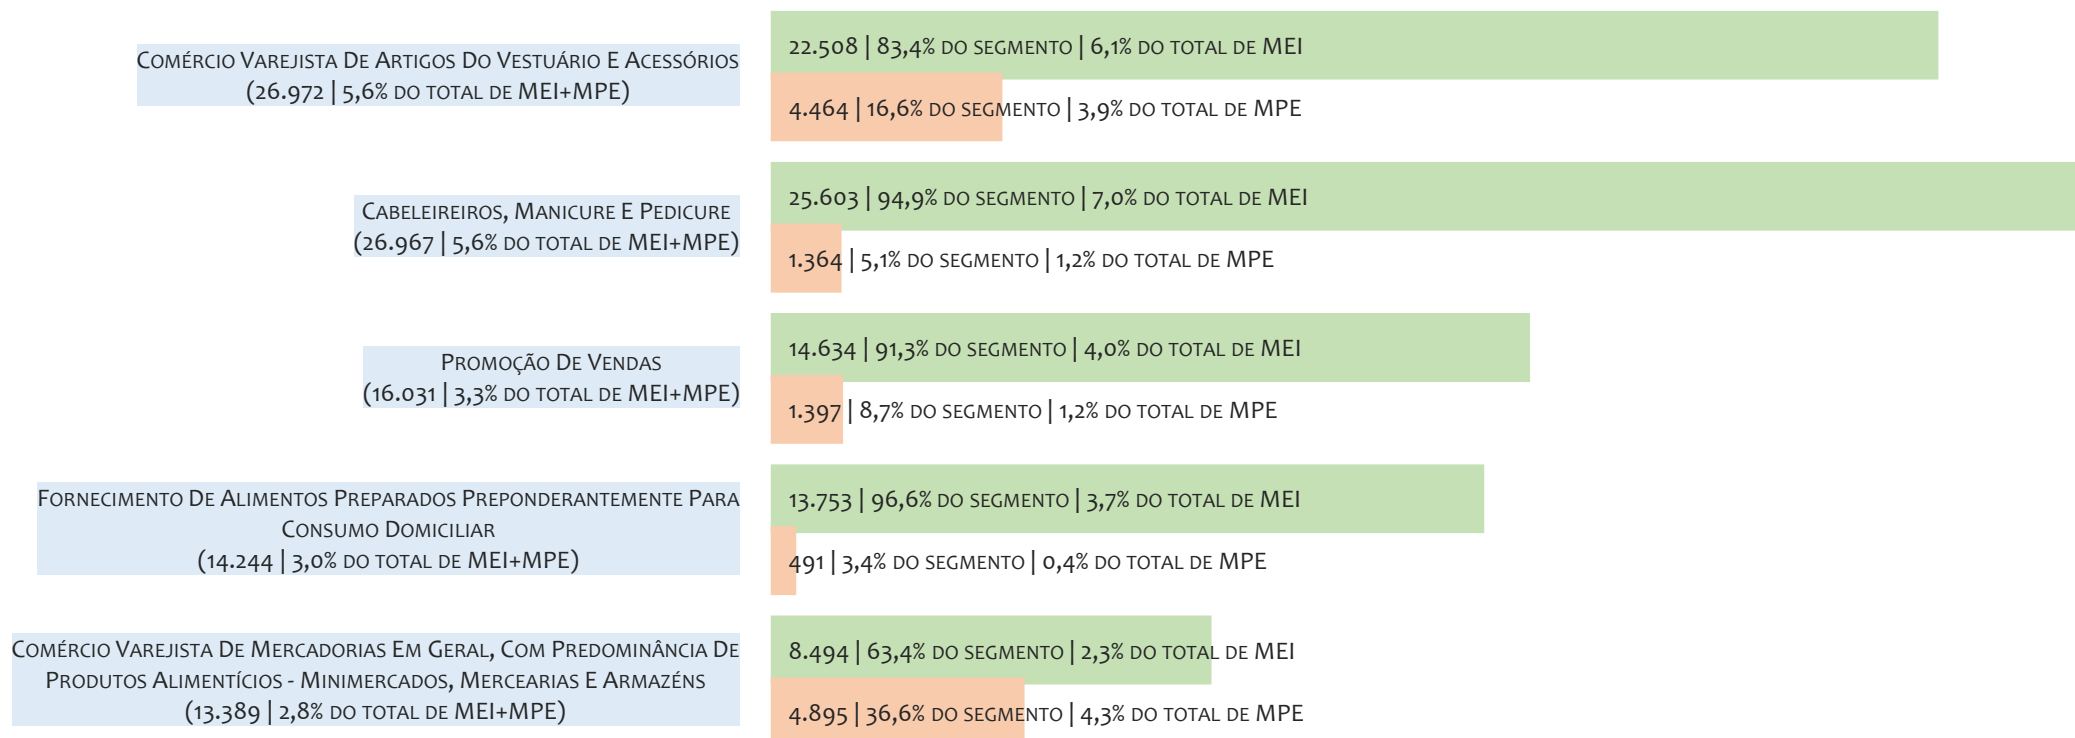 Comércio Varejista De Artigos Do Vestuário E Acessórios
(26.972 | 5,6% do total de MEI+MPE)
22.508 | 83,4% do segmento | 6,1% do total de MEI
4.464 | 16,6% do segmento | 3,9% do total de MPE
Cabeleireiros, Manicure E Pedicure
(26.967 | 5,6% do total de MEI+MPE)
25.603 | 94,9% do segmento | 7,0% do total de MEI
1.364 | 5,1% do segmento | 1,2% do total de MPE
Promoção De Vendas
(16.031 | 3,3% do total de MEI+MPE)
14.634 | 91,3% do segmento | 4,0% do total de MEI
1.397 | 8,7% do segmento | 1,2% do total de MPE
Fornecimento De Alimentos Preparados Preponderantemente Para
Consumo Domiciliar
(14.244 | 3,0% do total de MEI+MPE)
13.753 | 96,6% do segmento | 3,7% do total de MEI
491 | 3,4% do segmento | 0,4% do total de MPE
Comércio Varejista De Mercadorias Em Geral, Com Predominância De
Produtos Alimentícios - Minimercados, Mercearias E Armazéns
(13.389 | 2,8% do total de MEI+MPE)
8.494 | 63,4% do segmento | 2,3% do total de MEI
4.895 | 36,6% do segmento | 4,3% do total de MPE